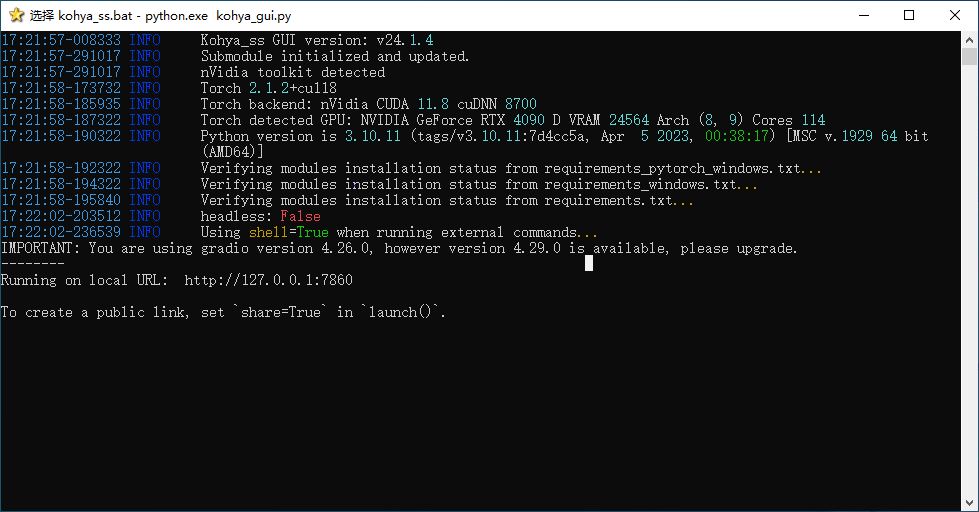 选择 kohya_ss.bat - python.exe  kohya_gui.py
17:21:57-008333 INFO     Kohya_ss GUI version: v24.1.4
17:21:57-291017 INFO     Submodule initialized and updated.
17:21:57-291017 INFO     nVidia toolkit detected
17:21:58-173732 INFO     Torch 2.1.2+cu118
17:21:58-185935 INFO     Torch backend: nVidia CUDA 11.8 cuDNN 8700
17:21:58-187322 INFO     Torch detected GPU: NVIDIA GeForce RTX 4090 D VRAM 24564 Arch (8, 9) Cores 114
17:21:58-190322 INFO     Python version is 3.10.11 (tags/v3.10.11:7d4cc5a, Apr  5 2023, 00:38:17) [MSC v.1929 64 bit
(AMD64)]
17:21:58-192322 INFO     Verifying modules installation status from requirements_pytorch_windows.txt...
17:21:58-194322 INFO     Verifying modules installation status from requirements_windows.txt...
17:21:58-195840 INFO     Verifying modules installation status from requirements.txt...
17:22:02-203512 INFO     headless: False
17:22:02-236539 INFO     Using shell=True when running external commands...
IMPORTANT: You are using gradio version 4.26.0, however version 4.29.0 is available, please upgrade.
--------
Running on local URL:  http://127.0.0.1:7860
To create a public link, set `share=True` in `launch()`.